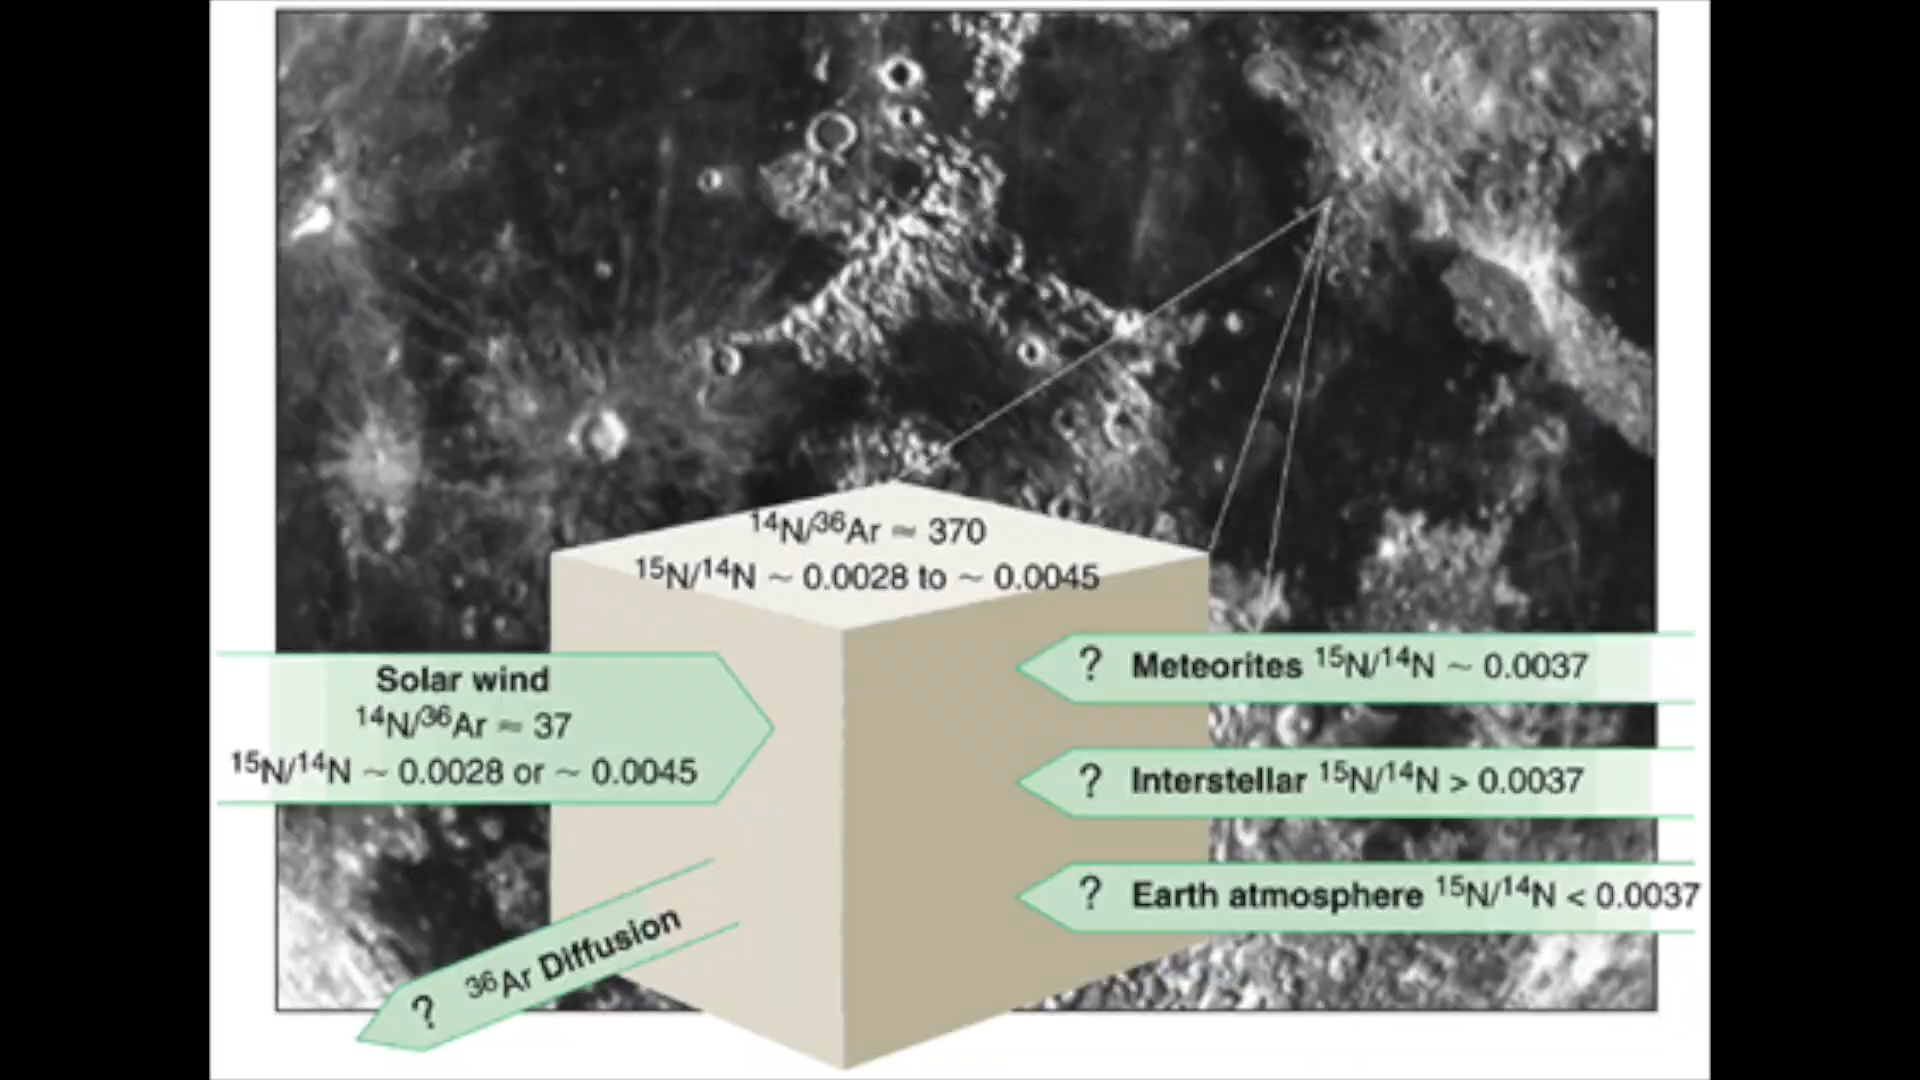 ¹⁴N/³⁶Ar ≈ 370
¹⁵N/¹⁴N ~ 0.0028 to ~ 0.0045
Solar wind
¹⁴N/³⁶Ar ≈ 37
¹⁵N/¹⁴N ~ 0.0028 or ~ 0.0045
? Meteorites ¹⁵N/¹⁴N ~ 0.0037
? Interstellar ¹⁵N/¹⁴N > 0.0037
? Earth atmosphere ¹⁵N/¹⁴N < 0.0037
? ³⁶Ar Diffusion